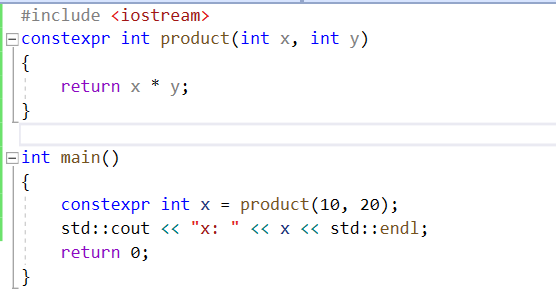 #include <iostream>
constexpr int product(int x, int y)
{
return x * y;
}
int main()
{
constexpr int x = product(10, 20);
std::cout << "x: " << x << std::endl;
return 0;
}